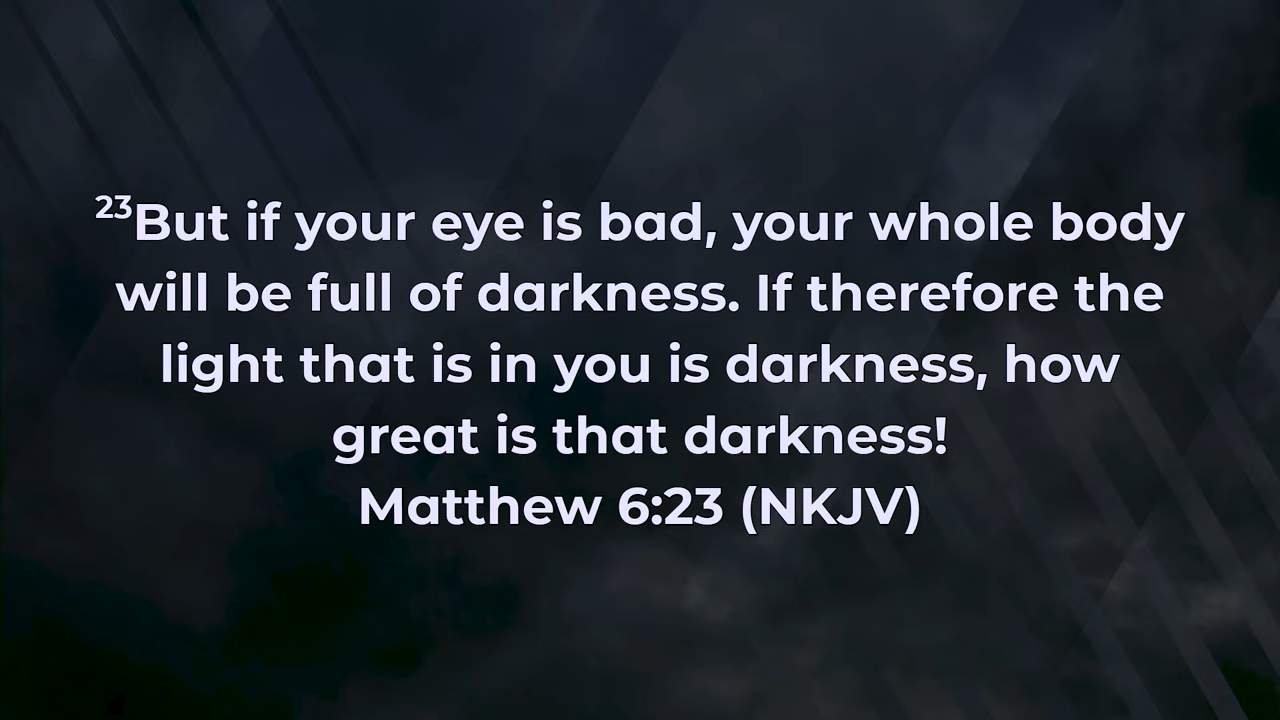 23But if your eye is bad, your whole body
will be full of darkness. If therefore the
light that is in you is darkness, how
great is that darkness!
Matthew 6:23 (NKJV)